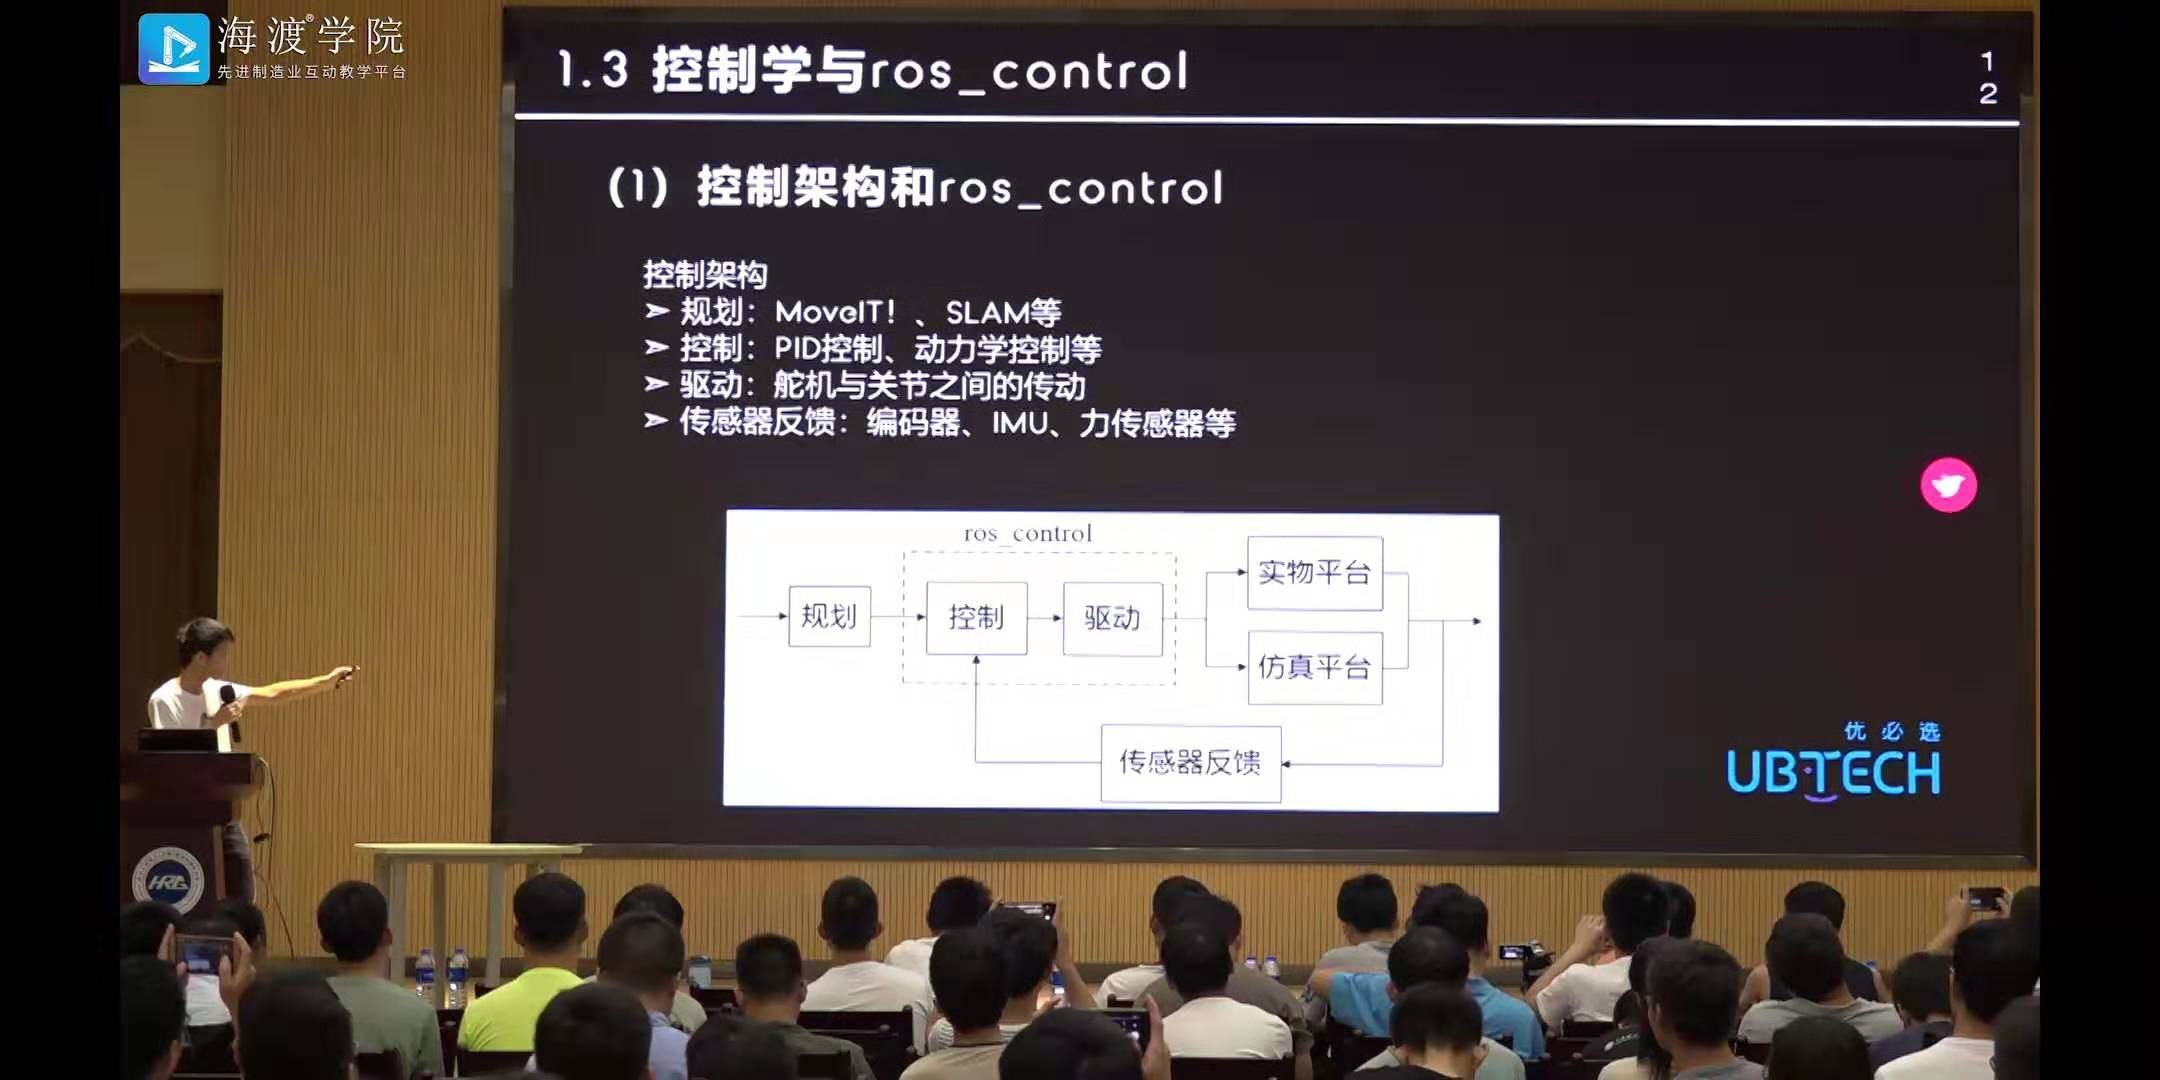 海渡学院®
先进制造业互动教学平台
1.3 控制学与ros_control
1
2
(1) 控制架构和ros_control
控制架构
➢ 规划：MoveIT！、SLAM等
➢ 控制：PID控制、动力学控制等
➢ 驱动：舵机与关节之间的传动
➢ 传感器反馈：编码器、IMU、力传感器等
ros_control
规划
控制
驱动
实物平台
仿真平台
传感器反馈
优必选
UBTECH
HRG